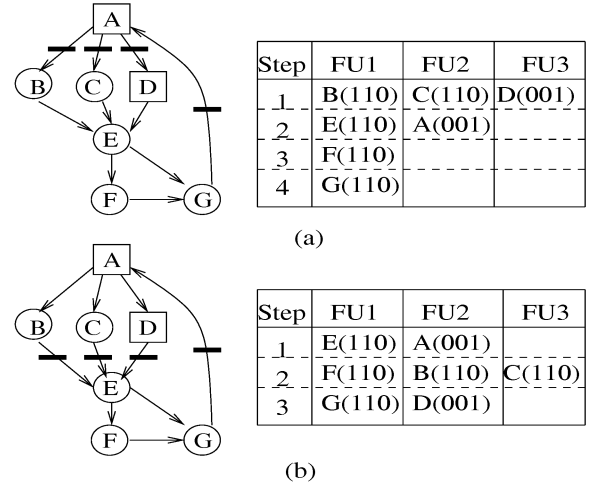 A
B C D
E
F G
Step FU1 FU2 FU3
1 B(110) C(110) D(001)
2 E(110) A(001)
3 F(110)
4 G(110)
(a)
A
B C D
E
F G
Step FU1 FU2 FU3
1 E(110) A(001)
2 F(110) B(110) C(110)
3 G(110) D(001)
(b)